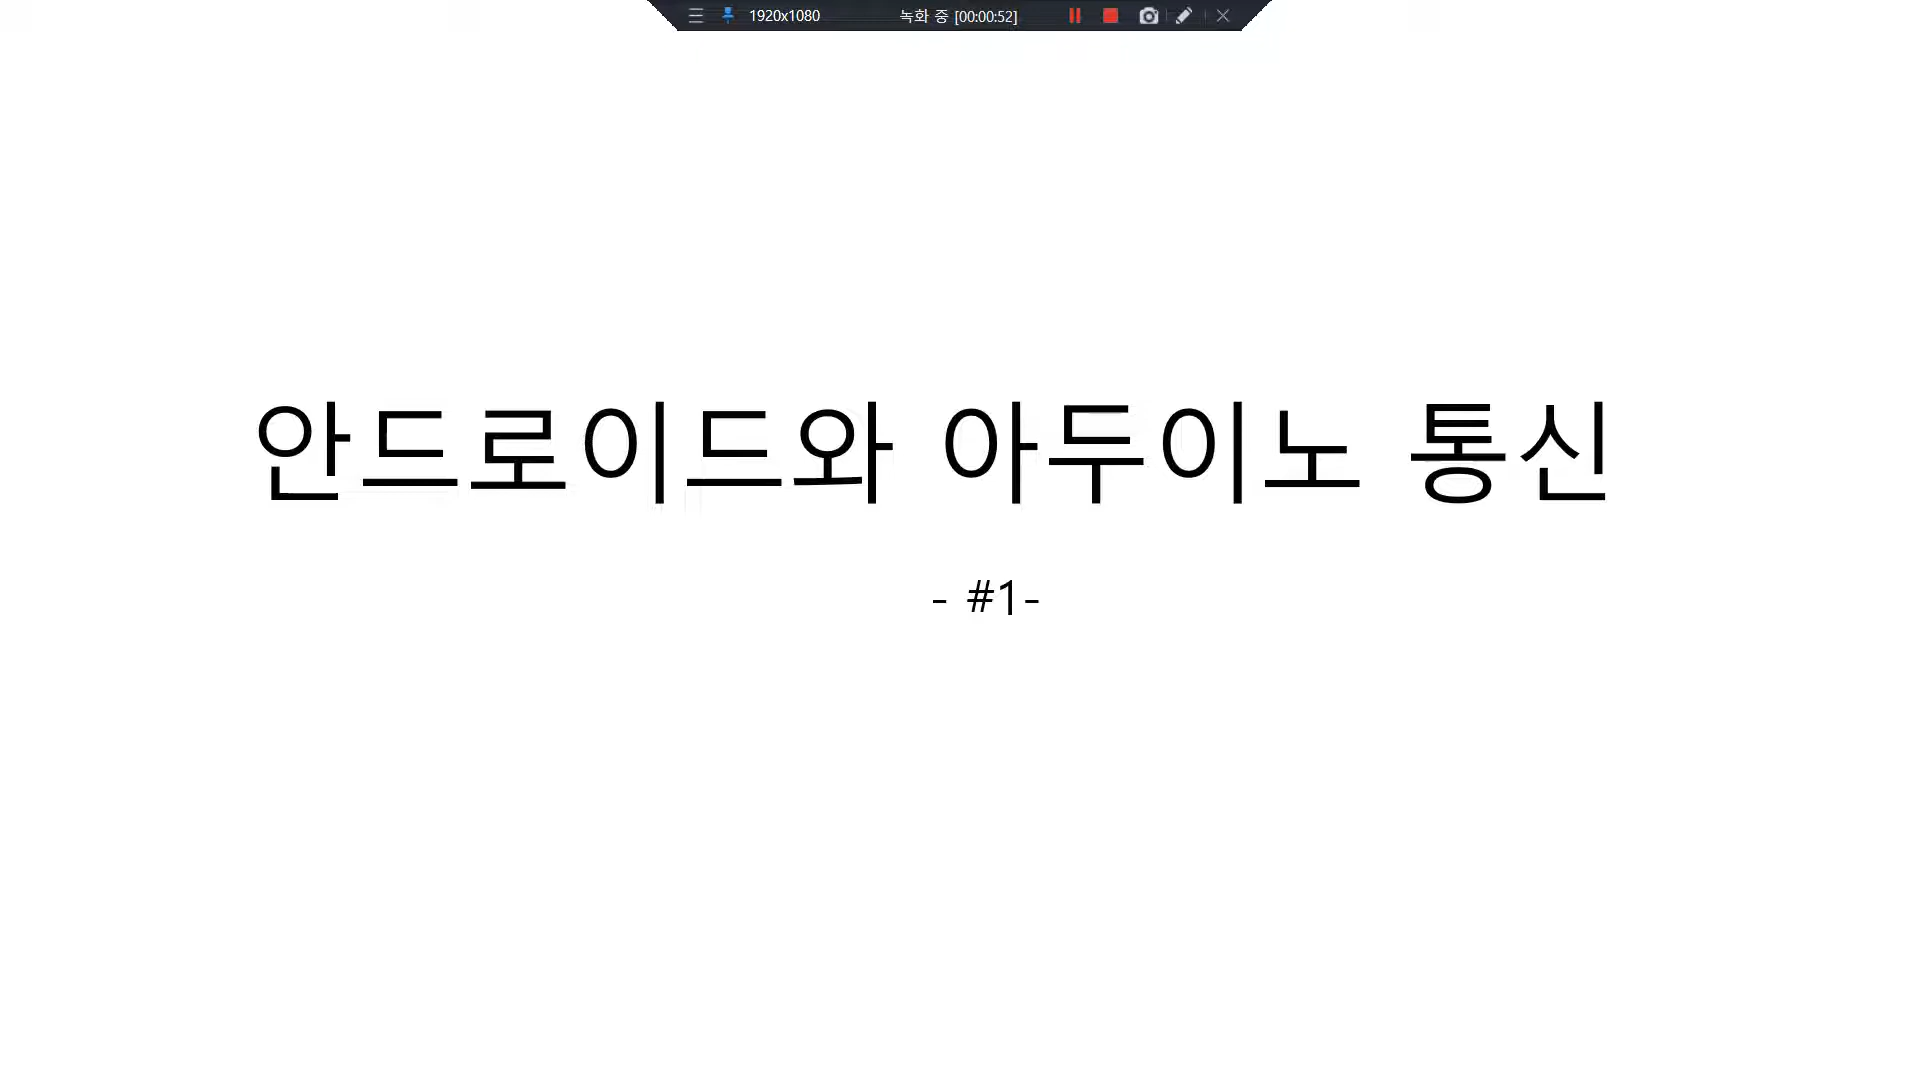 1920x1080 녹화 중 [00:00:52]
안드로이드와 아두이노 통신
- #1-